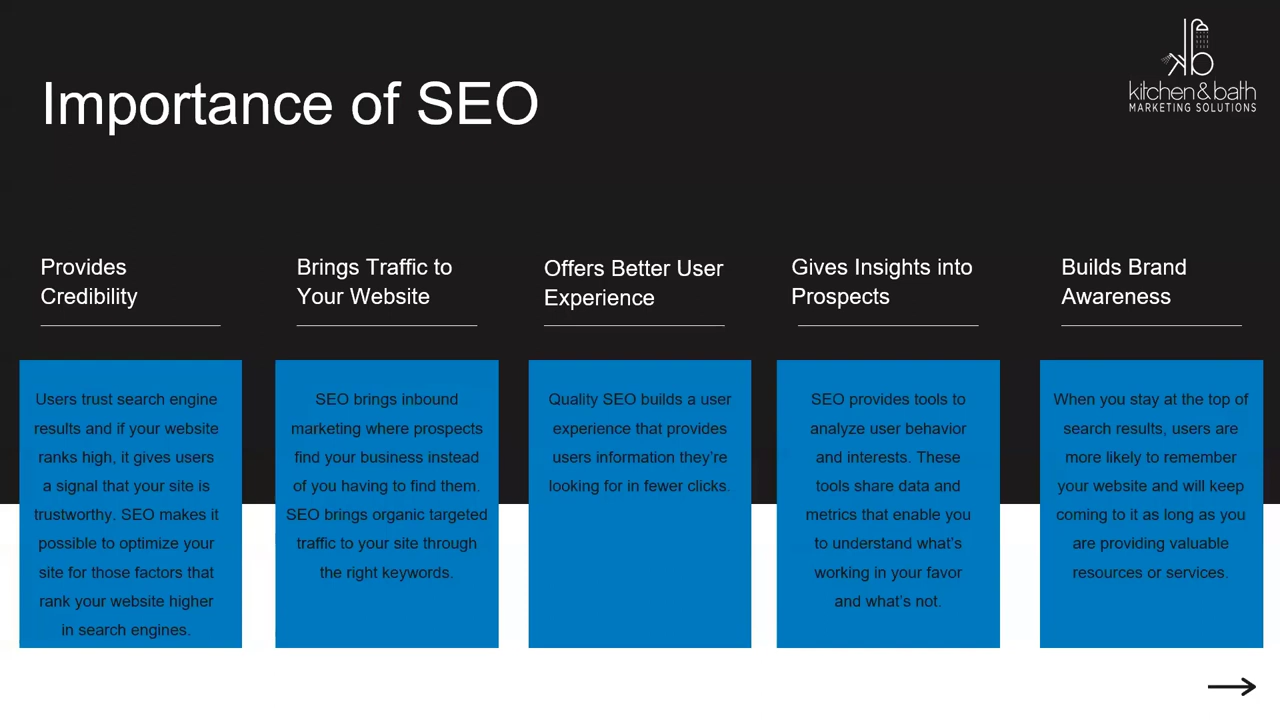 Importance of SEO
kitchen & bath
MARKETING SOLUTIONS
Provides
Credibility
Users trust search engine
results and if your website
ranks high, it gives users
a signal that your site is
trustworthy. SEO makes it
possible to optimize your
site for those factors that
rank your website higher
in search engines.
Brings Traffic to
Your Website
SEO brings inbound
marketing where prospects
find your business instead
of you having to find them.
SEO brings organic targeted
traffic to your site through
the right keywords.
Offers Better User
Experience
Quality SEO builds a user
experience that provides
users information they're
looking for in fewer clicks.
Gives Insights into
Prospects
SEO provides tools to
analyze user behavior
and interests. These
tools share data and
metrics that enable you
to understand what's
working in your favor
and what's not.
Builds Brand
Awareness
When you stay at the top of
search results, users are
more likely to remember
your website and will keep
coming to it as long as you
are providing valuable
resources or services.